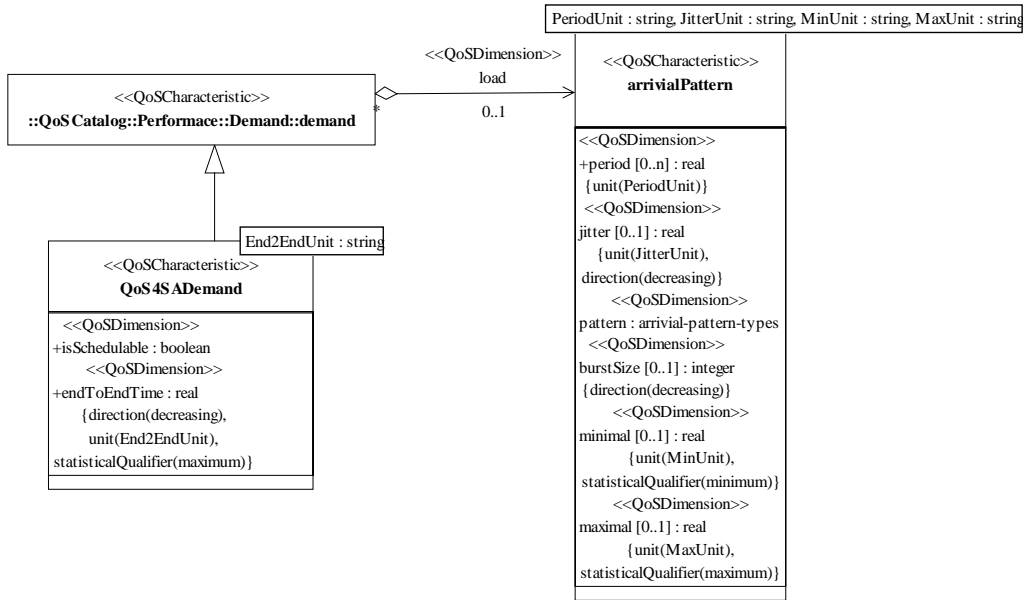 PeriodUnit : string, JitterUnit : string, MinUnit : string, MaxUnit : string
<<QoSDimension>>
load
0..1
*
<<QoSCharacteristic>>
::QoSCatalog::Performace::Demand::demand
End2EndUnit : string
<<QoSCharacteristic>>
QoS4SADemand
<<QoSDimension>>
+isSchedulable : boolean
<<QoSDimension>>
+endToEndTime : real
{direction(decreasing),
unit(End2EndUnit),
statisticalQualifier(maximum)}
<<QoSCharacteristic>>
arrivialPattern
<<QoSDimension>>
+period [0..n] : real
{unit(PeriodUnit)}
<<QoSDimension>>
jitter [0..1] : real
{unit(JitterUnit),
direction(decreasing)}
<<QoSDimension>>
pattern : arrivial-pattern-types
<<QoSDimension>>
burstSize [0..1] : integer
{direction(decreasing)}
<<QoSDimension>>
minimal [0..1] : real
{unit(MinUnit),
statisticalQualifier(minimum)}
<<QoSDimension>>
maximal [0..1] : real
{unit(MaxUnit),
statisticalQualifier(maximum)}